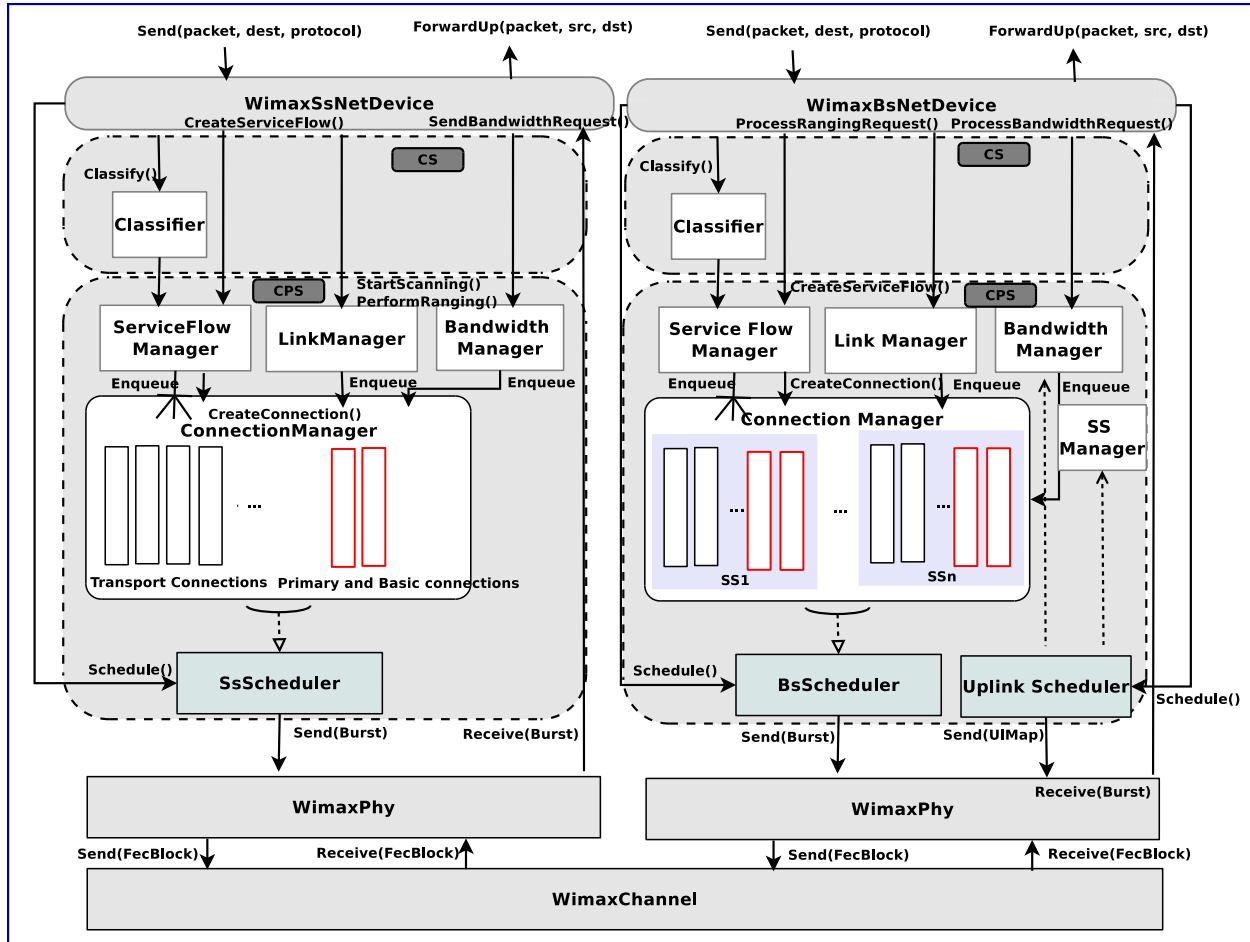 Send(packet, dest, protocol)
ForwardUp(packet, src, dst)
WimaxSsNetDevice
CreateServiceFlow()
SendBandwidthRequest()
CS
Classify()
Classifier
CPS
StartScanning()
PerformRanging()
ServiceFlow
Manager
LinkManager
Bandwidth
Manager
Enqueue
Enqueue
Enqueue
CreateConnection()
ConnectionManager
...
Transport Connections
Primary and Basic connections
Schedule()
SsScheduler
Send(Burst)
Receive(Burst)
WimaxPhy
Send(FecBlock)
Receive(FecBlock)
Send(packet, dest, protocol)
ForwardUp(packet, src, dst)
WimaxBsNetDevice
ProcessRangingRequest()
ProcessBandwidthRequest()
CS
Classify()
Classifier
CreateServiceFlow()
CPS
Service Flow
Manager
Link Manager
Bandwidth
Manager
Enqueue
CreateConnection()
Enqueue
Enqueue
Connection Manager
SS
Manager
...
...
...
SS1
SSn
Schedule()
BsScheduler
Uplink Scheduler
Schedule()
Send(Burst)
Send(UlMap)
WimaxPhy
Receive(Burst)
Send(FecBlock)
Receive(FecBlock)
WimaxChannel